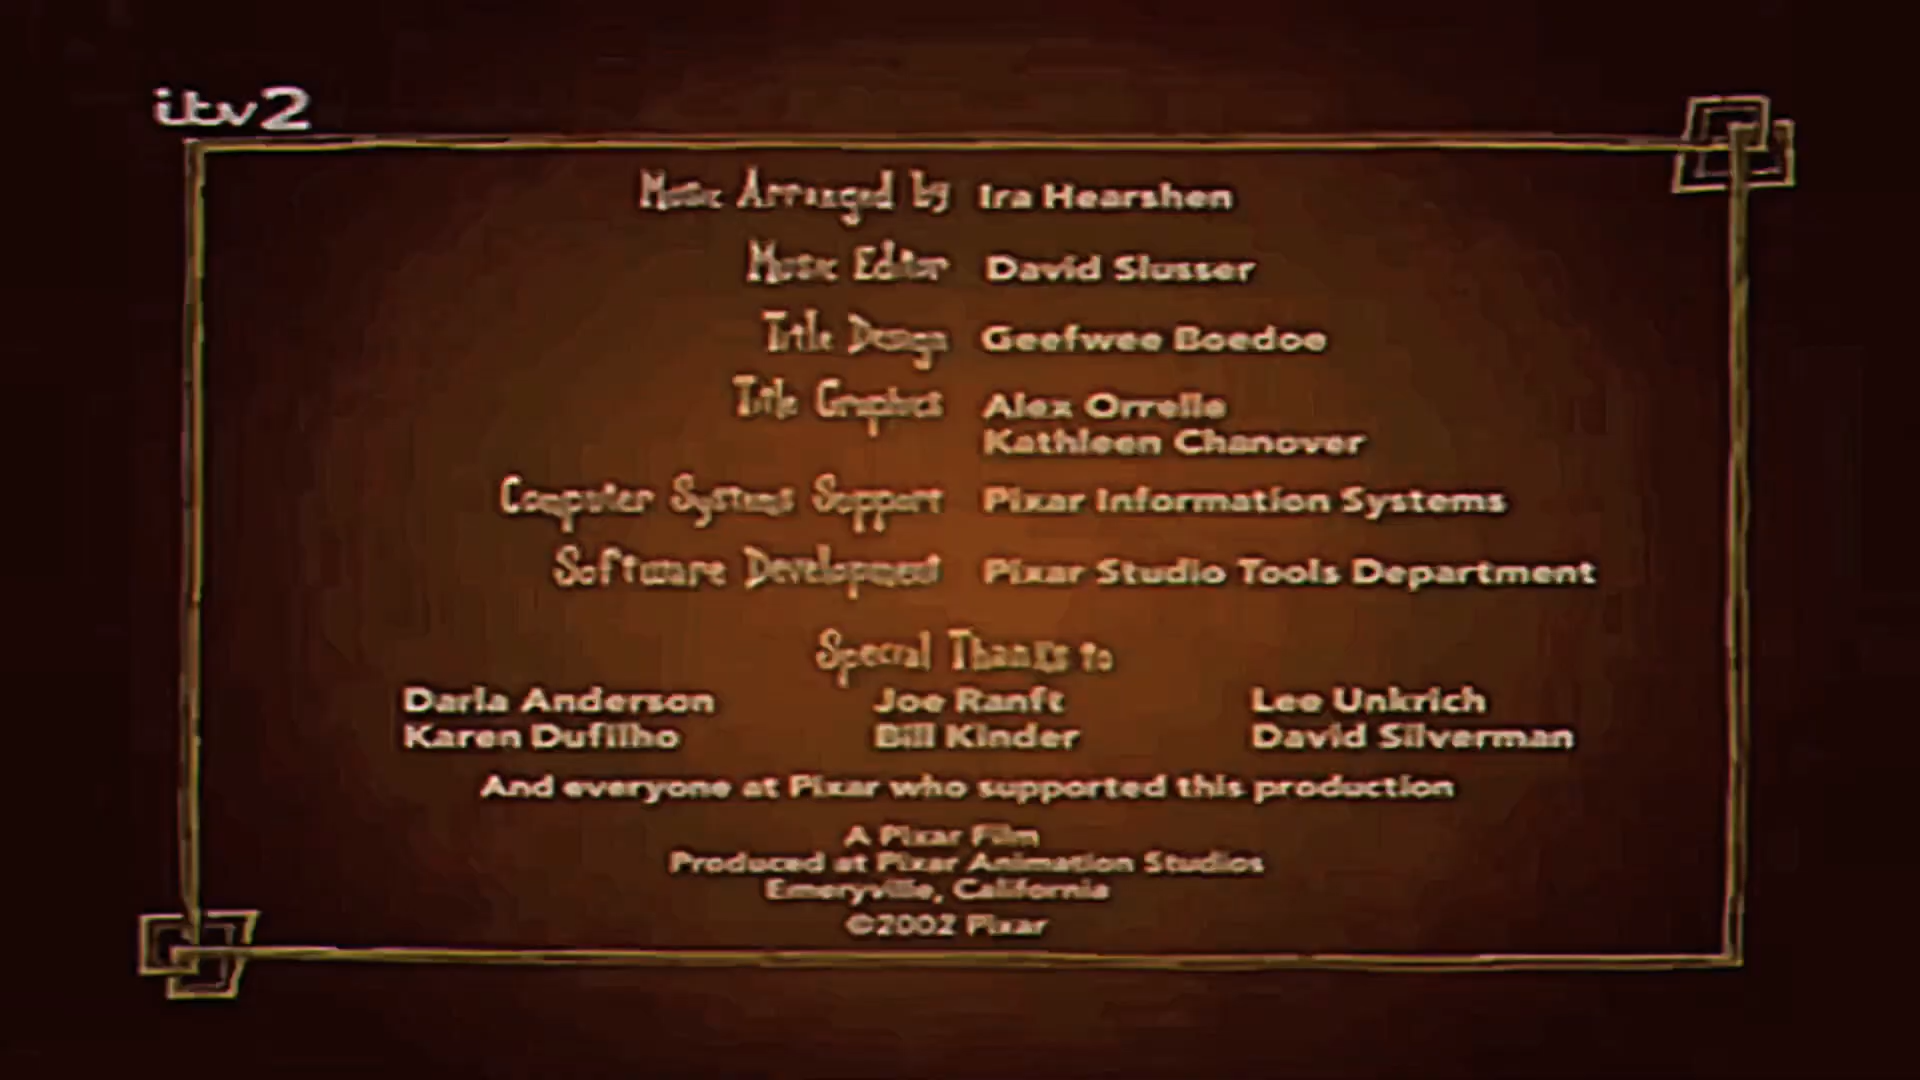 itv2
Music Arranged by Ira Hearshen
Music Editor David Slusser
Title Design Geefwee Boedoe
Title Graphics Alex Orrelle
Kathleen Chanover
Computer Systems Support Pixar Information Systems
Software Development Pixar Studio Tools Department
Special Thanks to
Darla Anderson Joe Ranft Lee Unkrich
Karen Dufilho Bill Kinder David Silverman
And everyone at Pixar who supported this production
A Pixar Film
Produced at Pixar Animation Studios
Emeryville, California
©2002 Pixar